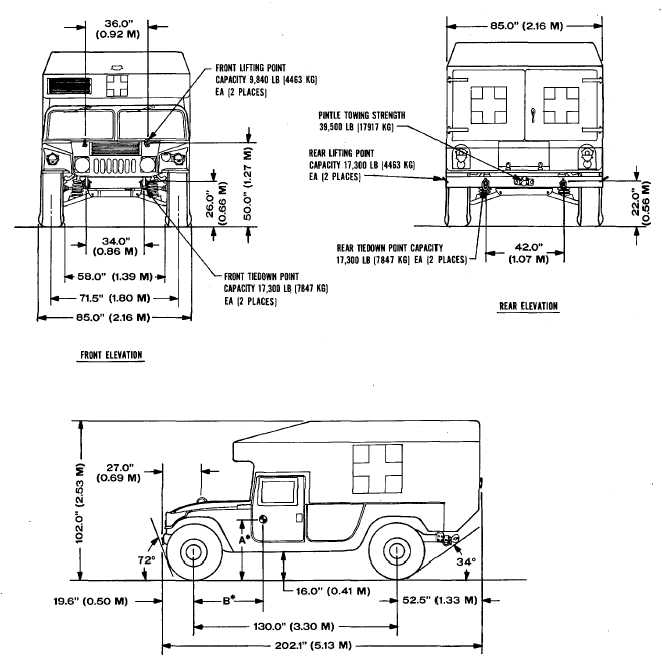 36.0"
(0.92 M)
FRONT LIFTING POINT
CAPACITY 9,840 LB (4463 KG)
EA (2 PLACES)
26.0"
(0.66 M)
50.0" (1.27 M)
34.0"
(0.86 M)
58.0" (1.39 M)
71.5" (1.80 M)
85.0" (2.16 M)
FRONT TIEDOWN POINT
CAPACITY 17,300 LB (7847 KG)
EA (2 PLACES)
FRONT ELEVATION
85.0" (2.16 M)
PINTLE TOWING STRENGTH
39,500 LB (17917 KG)
REAR LIFTING POINT
CAPACITY 17,300 LB (4463 KG)
EA (2 PLACES)
22.0"
(0.56 M)
REAR TIEDOWN POINT CAPACITY
17,300 LB (7847 KG) EA (2 PLACES)
42.0"
(1.07 M)
REAR ELEVATION
102.0" (2.53 M)
27.0"
(0.69 M)
A*
72°
34°
16.0" (0.41 M)
19.6" (0.50 M)
B*
52.5" (1.33 M)
130.0" (3.30 M)
202.1" (5.13 M)